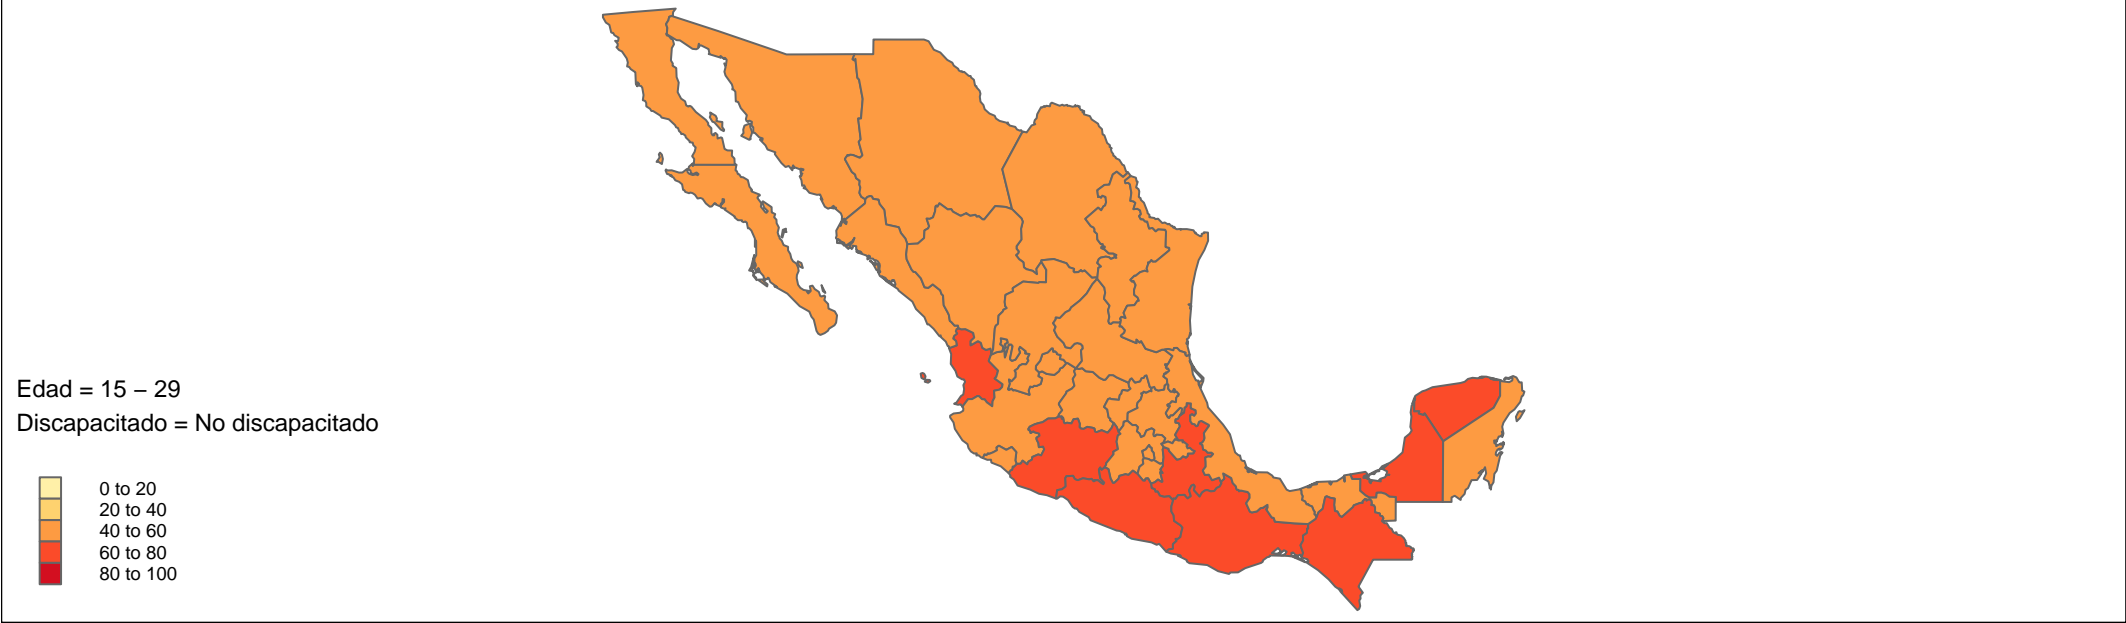 Edad = 15 – 29
Discapacitado = No discapacitado
0 to 20
20 to 40
40 to 60
60 to 80
80 to 100